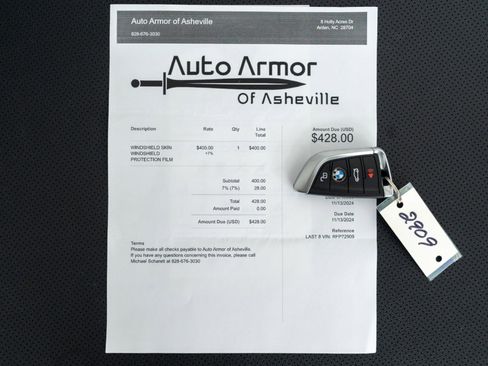 Auto Armor of Asheville
8 Holly Acres Dr
Arden, NC 28704
828-676-3030
Auto Armor
Of Asheville
Description Rate Qty Line Total
Amount Due (USD)
$428.00
WINDSHIELD SKIN $400.00 1 $400.00
WINDSHIELD +7%
PROTECTION FILM
Subtotal 400.00
7% (7%) 28.00
Total 428.00
Amount Paid 0.00
Amount Due (USD) $428.00
11/13/2024
Due Date
11/13/2024
Reference
LAST 8 VIN: RFP72909
BMW
2909
Terms
Please make all checks payable to Auto Armor of Asheville.
If you have any questions concerning this invoice, please call
Michael Scharett at 828-676-3030